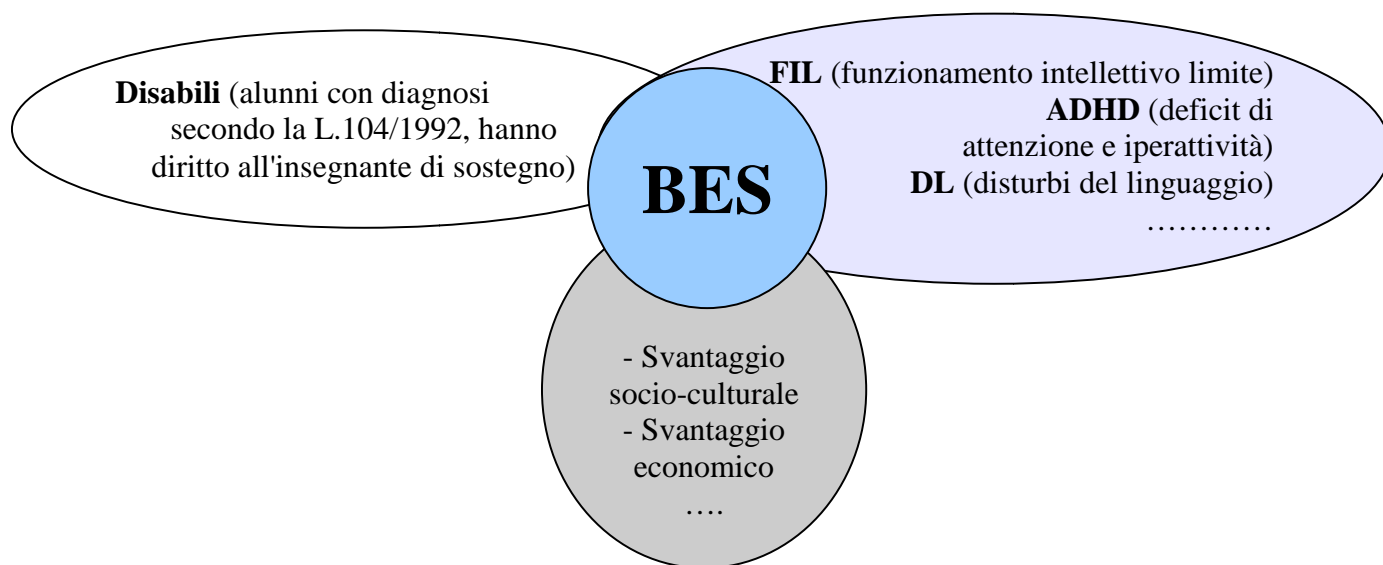 Disabili (alunni con diagnosi
secondo la L.104/1992, hanno
diritto all'insegnante di sostegno)
BES
FIL (funzionamento intellettivo limite)
ADHD (deficit di
attenzione e iperattività)
DL (disturbi del linguaggio)
…………
- Svantaggio
socio-culturale
- Svantaggio
economico
….